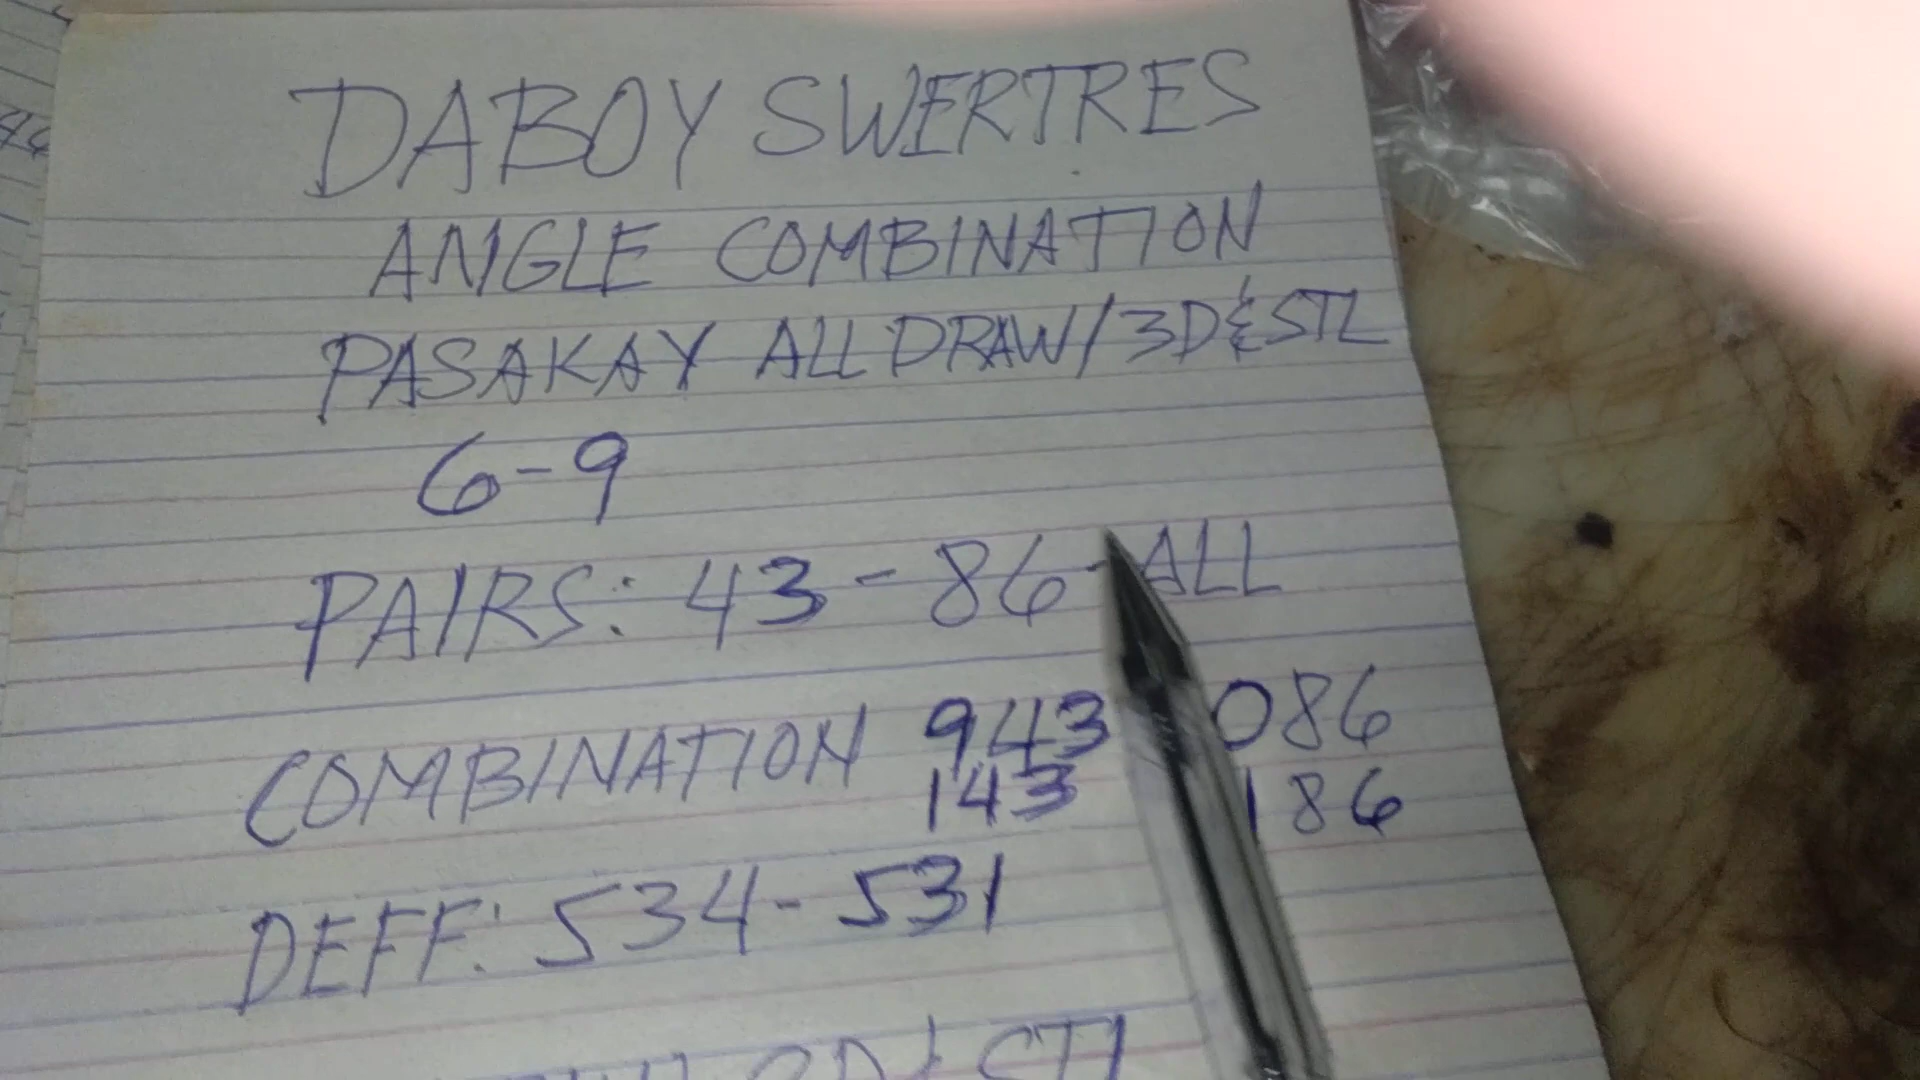 DABOY SWERTRES
ANGLE COMBINATION
PASAKAY ALL DRAW/3D&STL
6-9
PAIRS: 43-86-ALL
COMBINATION 943 086
143 186
DEFF: 534-531